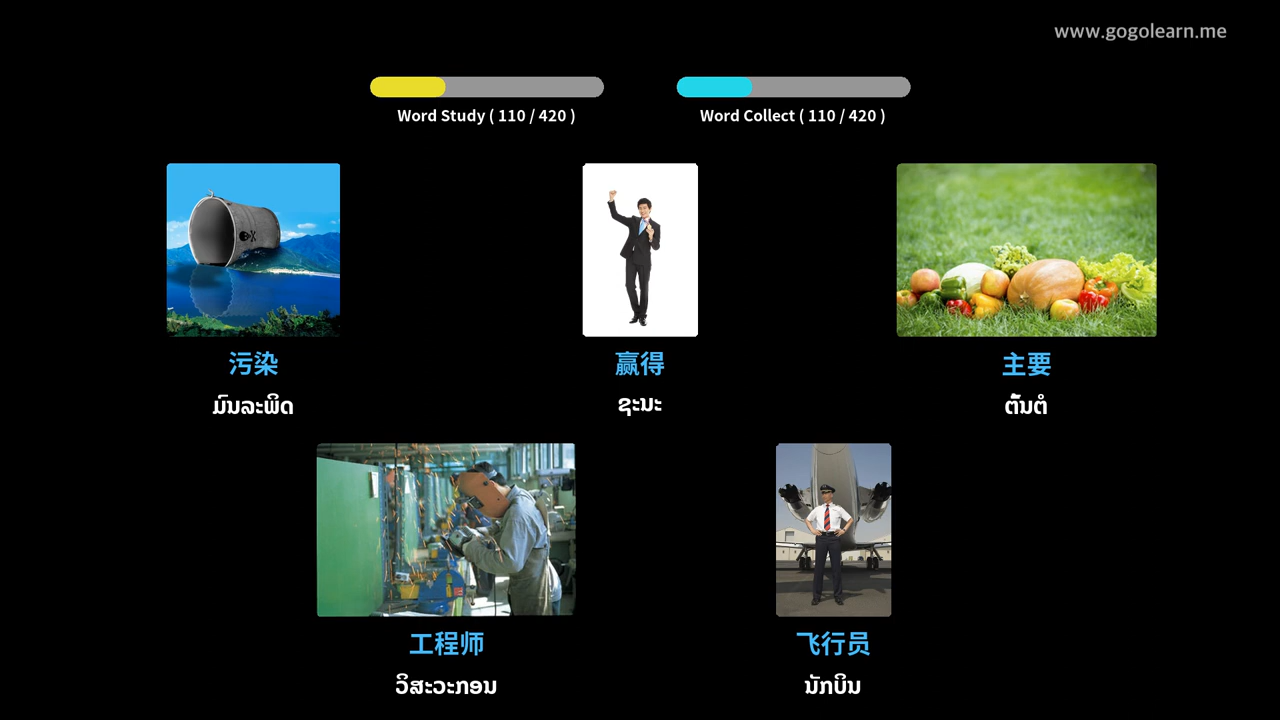 www.gogolearn.me
Word Study ( 110 / 420 )
Word Collect ( 110 / 420 )
污染
ມົນລະພິດ
赢得
ຊະນະ
主要
ຕົ້ນຕໍ
工程师
ວິສະວະກອນ
飞行员
ນັກບິນ